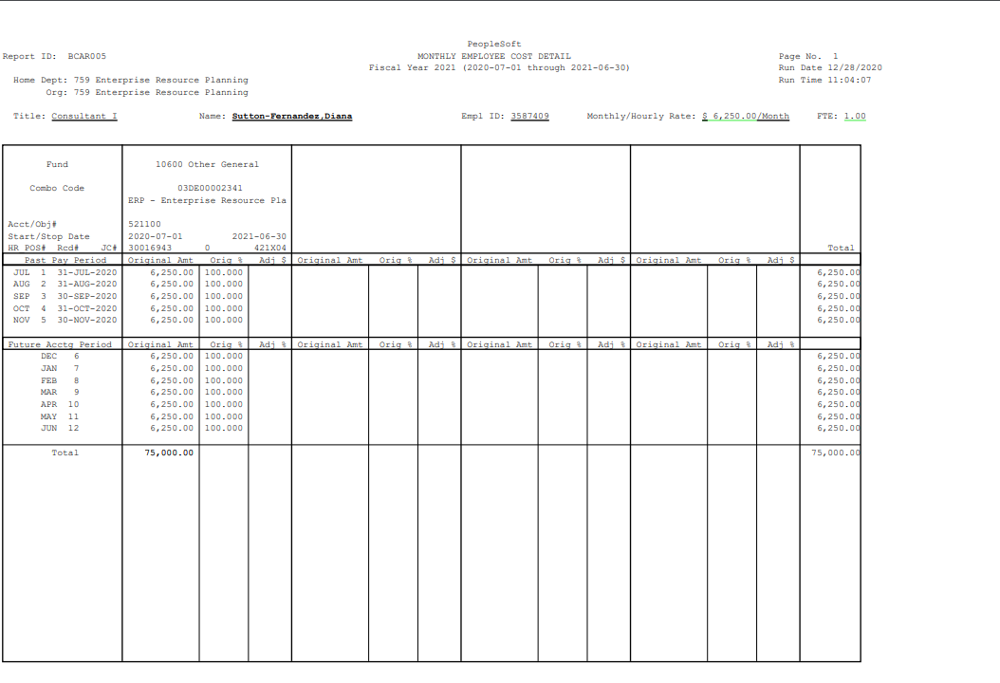 PeopleSoft
Report ID: BCAR005 MONTHLY EMPLOYEE COST DETAIL Page No. 1
Fiscal Year 2021 (2020-07-01 through 2021-06-30) Run Date 12/28/2020
Home Dept: 759 Enterprise Resource Planning Run Time 11:04:07
Org: 759 Enterprise Resource Planning
Title: Consultant I Name: Sutton-Fernandez,Diana Empl ID: 3587409 Monthly/Hourly Rate: $ 6,250.00/Month FTE: 1.00
Fund 10600 Other General
Combo Code 03DE00002341
ERP - Enterprise Resource Pla
Acct/Obj# 521100
Start/Stop Date 2020-07-01 2021-06-30
HR POS# Rcd# JC# 30016943 0 421X04 Total
Past Pay Period Original Amt Orig % Adj $ Original Amt Orig % Adj $ Original Amt Orig % Adj $ Original Amt Orig % Adj $
JUL 1 31-JUL-2020 6,250.00 100.000 6,250.00
AUG 2 31-AUG-2020 6,250.00 100.000 6,250.00
SEP 3 30-SEP-2020 6,250.00 100.000 6,250.00
OCT 4 31-OCT-2020 6,250.00 100.000 6,250.00
NOV 5 30-NOV-2020 6,250.00 100.000 6,250.00
Future Acctg Period Original Amt Orig % Adj % Original Amt Orig % Adj % Original Amt Orig % Adj % Original Amt Orig % Adj %
DEC 6 6,250.00 100.000 6,250.00
JAN 7 6,250.00 100.000 6,250.00
FEB 8 6,250.00 100.000 6,250.00
MAR 9 6,250.00 100.000 6,250.00
APR 10 6,250.00 100.000 6,250.00
MAY 11 6,250.00 100.000 6,250.00
JUN 12 6,250.00 100.000 6,250.00
Total 75,000.00 75,000.00